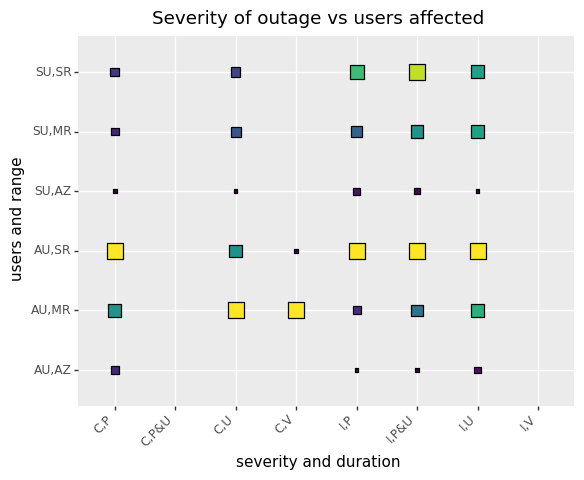 Severity of outage vs users affected
users and range
SU,SR
SU,MR
SU,AZ
AU,SR
AU,MR
AU,AZ
C,P
C,P&U
C,U
C,V
I,P
I,P&U
I,U
I,V
severity and duration